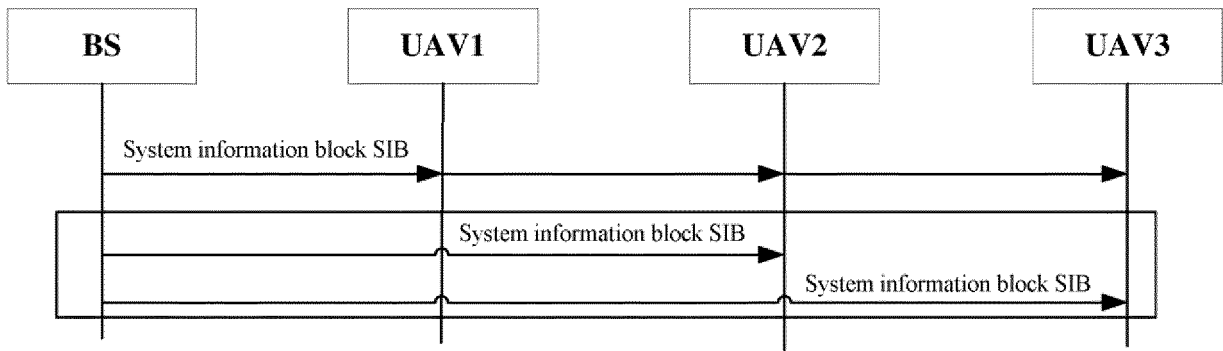 BS UAV1 UAV2 UAV3
System information block SIB
System information block SIB
System information block SIB